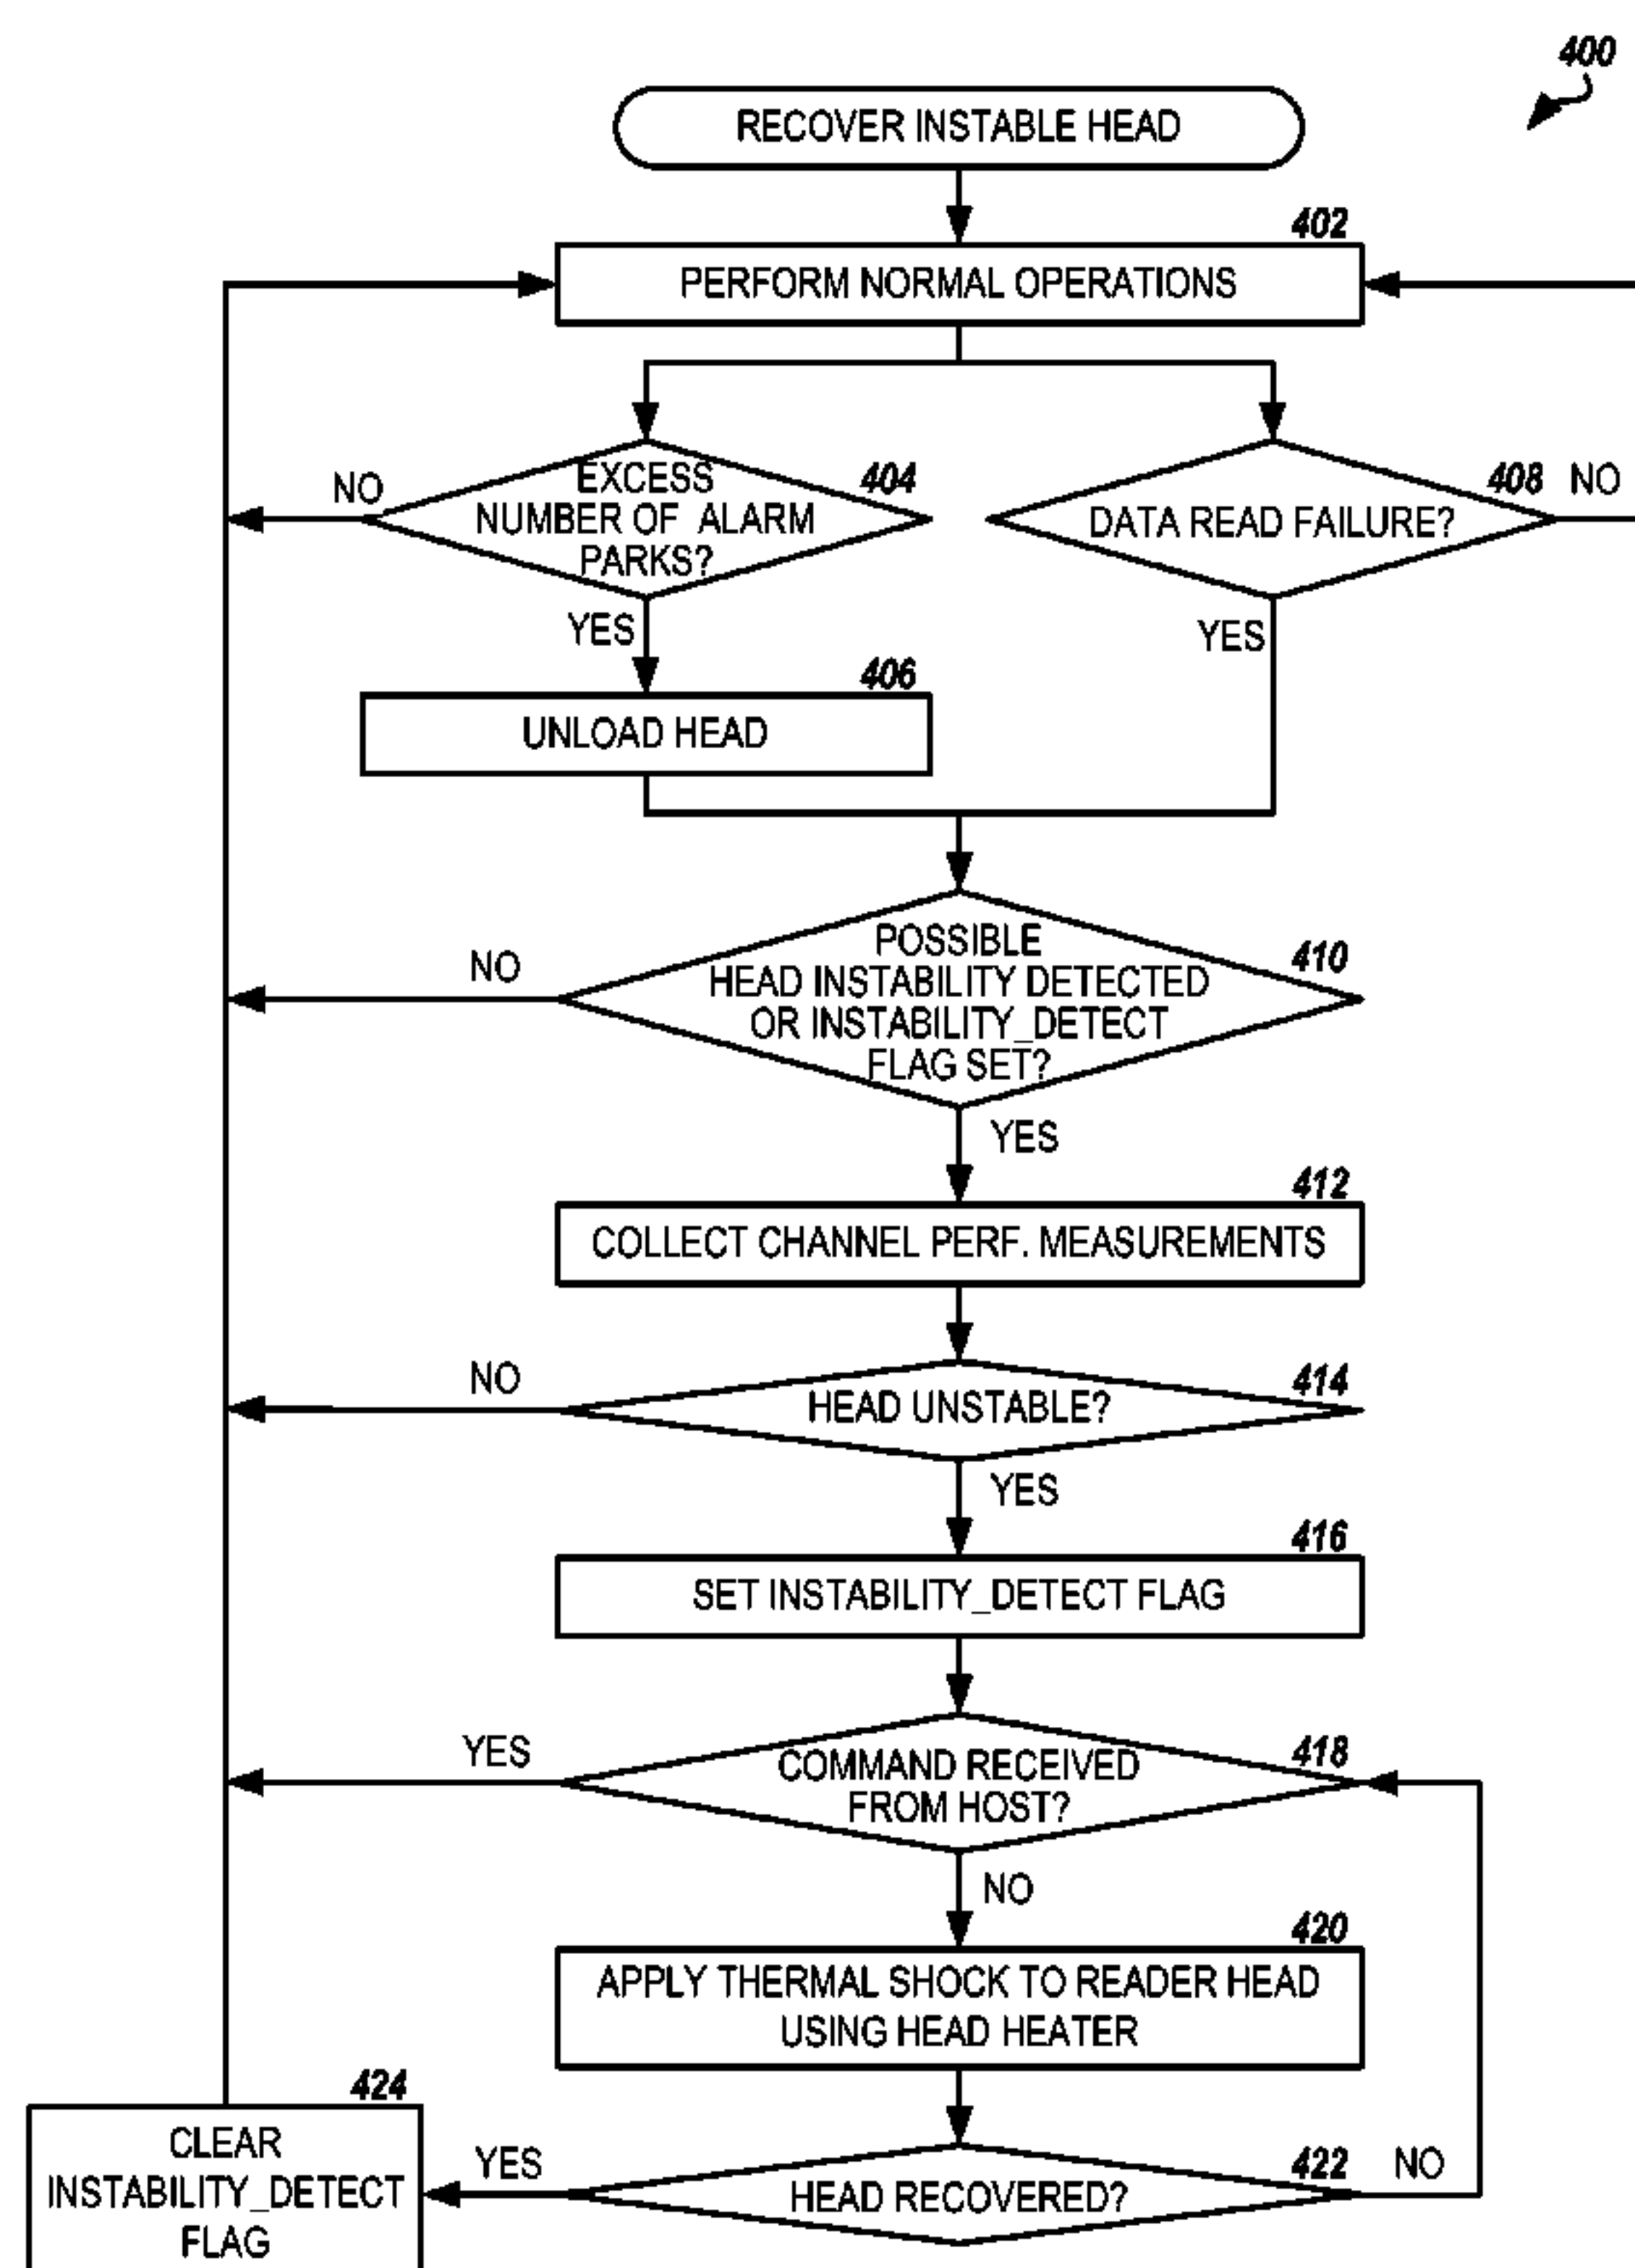 400
RECOVER INSTABLE HEAD
402
PERFORM NORMAL OPERATIONS
NO
EXCESS
NUMBER OF ALARM
PARKS?
404
DATA READ FAILURE?
408
NO
YES
YES
406
UNLOAD HEAD
POSSIBLE
HEAD INSTABILITY DETECTED
OR INSTABILITY_DETECT
FLAG SET?
410
NO
YES
412
COLLECT CHANNEL PERF. MEASUREMENTS
NO
HEAD UNSTABLE?
414
YES
416
SET INSTABILITY_DETECT FLAG
YES
COMMAND RECEIVED
FROM HOST?
418
NO
420
APPLY THERMAL SHOCK TO READER HEAD
USING HEAD HEATER
424
CLEAR
INSTABILITY_DETECT
FLAG
YES
HEAD RECOVERED?
422
NO